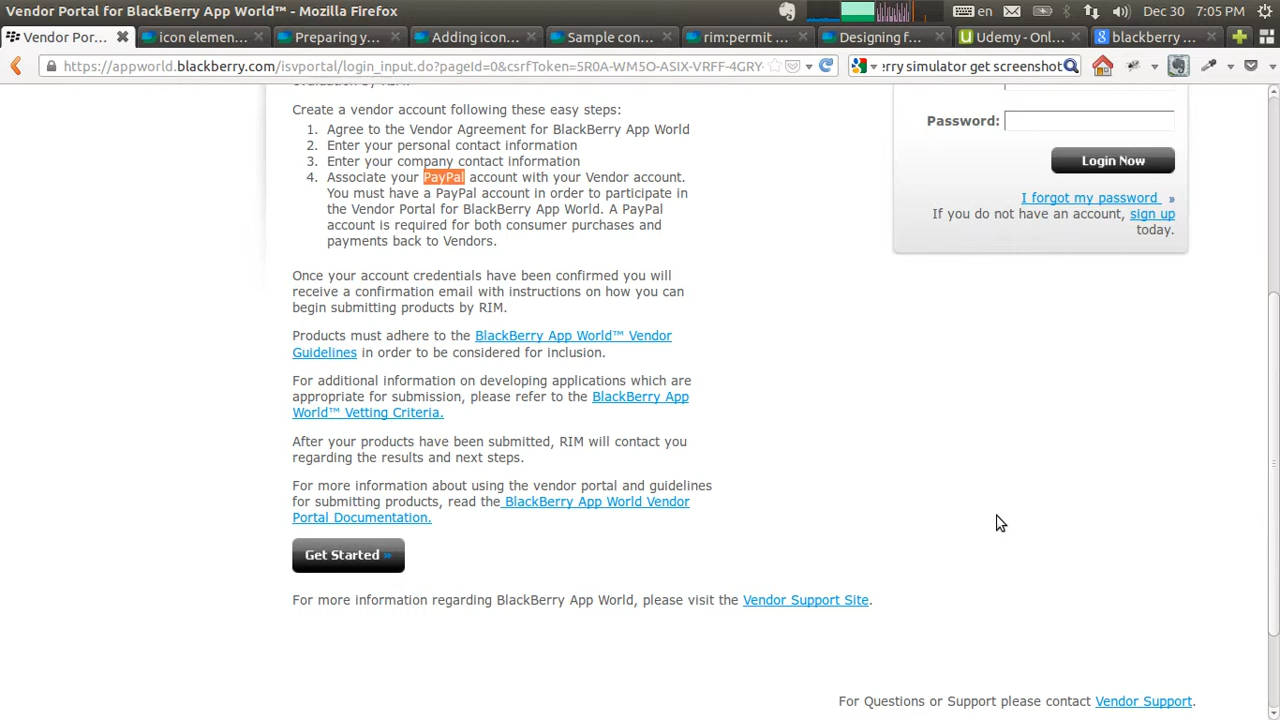 Vendor Portal for BlackBerry App World™ - Mozilla Firefox
en
Dec 30 7:05 PM
Vendor Por...
icon elemen...
Preparing y...
Adding icon...
Sample con...
rim:permit ...
Designing f...
Udemy - Onl...
blackberry ...
https://appworld.blackberry.com/isvportal/login_input.do?pageId=0&csrfToken=5R0A-WM5O-ASIX-VRFF-4GRY-
erry simulator get screenshot
Create a vendor account following these easy steps:
1. Agree to the Vendor Agreement for BlackBerry App World
2. Enter your personal contact information
3. Enter your company contact information
4. Associate your PayPal account with your Vendor account.
You must have a PayPal account in order to participate in
the Vendor Portal for BlackBerry App World. A PayPal
account is required for both consumer purchases and
payments back to Vendors.
Once your account credentials have been confirmed you will
receive a confirmation email with instructions on how you can
begin submitting products by RIM.
Products must adhere to the BlackBerry App World™ Vendor
Guidelines in order to be considered for inclusion.
For additional information on developing applications which are
appropriate for submission, please refer to the BlackBerry App
World™ Vetting Criteria.
After your products have been submitted, RIM will contact you
regarding the results and next steps.
For more information about using the vendor portal and guidelines
for submitting products, read the BlackBerry App World Vendor
Portal Documentation.
Get Started »
For more information regarding BlackBerry App World, please visit the Vendor Support Site.
Password:
Login Now
I forgot my password »
If you do not have an account, sign up
today.
For Questions or Support please contact Vendor Support.